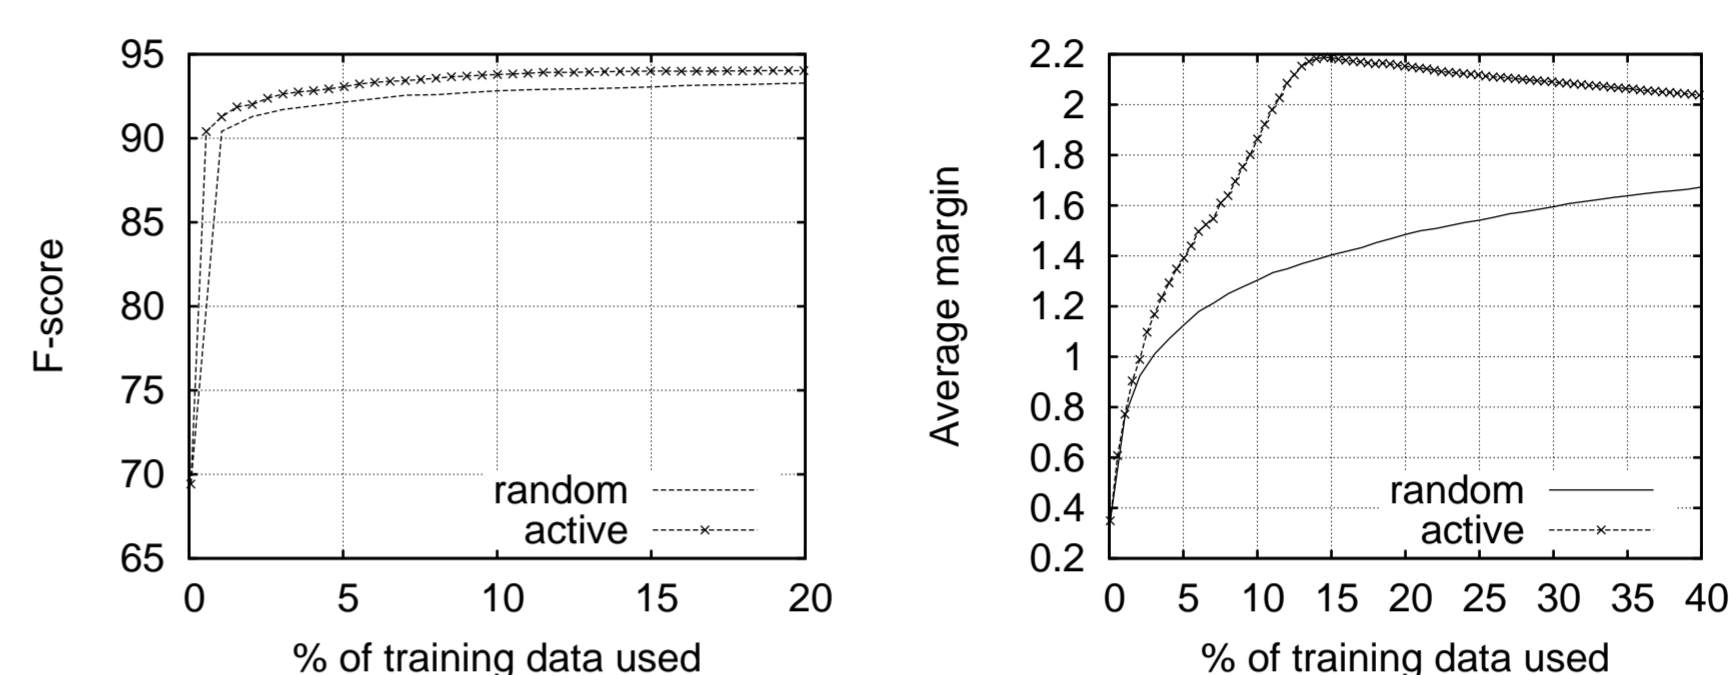 95
90
85
80
75
70
65
F-score
random
active
0 5 10 15 20
% of training data used
2.2
2
1.8
1.6
1.4
1.2
1
0.8
0.6
0.4
0.2
Average margin
random
active
0 5 10 15 20 25 30 35 40
% of training data used